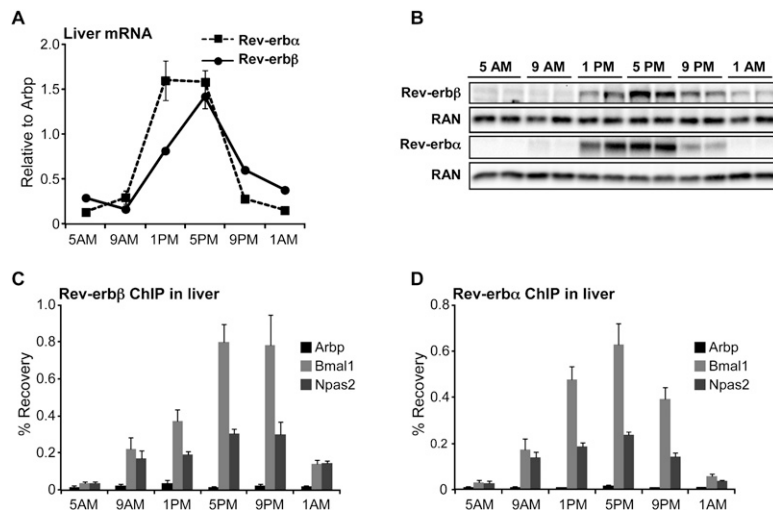 A
Liver mRNA
Rev-erbα
Rev-erbβ
Relative to Arbp
2.0
1.5
1.0
0.5
0
5AM 9AM 1PM 5PM 9PM 1AM
B
5 AM 9 AM 1 PM 5 PM 9 PM 1 AM
Rev-erbβ
RAN
Rev-erbα
RAN
C
Rev-erbβ ChIP in liver
% Recovery
1.0
0.8
0.6
0.4
0.2
0
Arbp
Bmal1
Npas2
5AM 9AM 1PM 5PM 9PM 1AM
D
Rev-erbα ChIP in liver
% Recovery
0.8
0.6
0.4
0.2
0
Arbp
Bmal1
Npas2
5AM 9AM 1PM 5PM 9PM 1AM